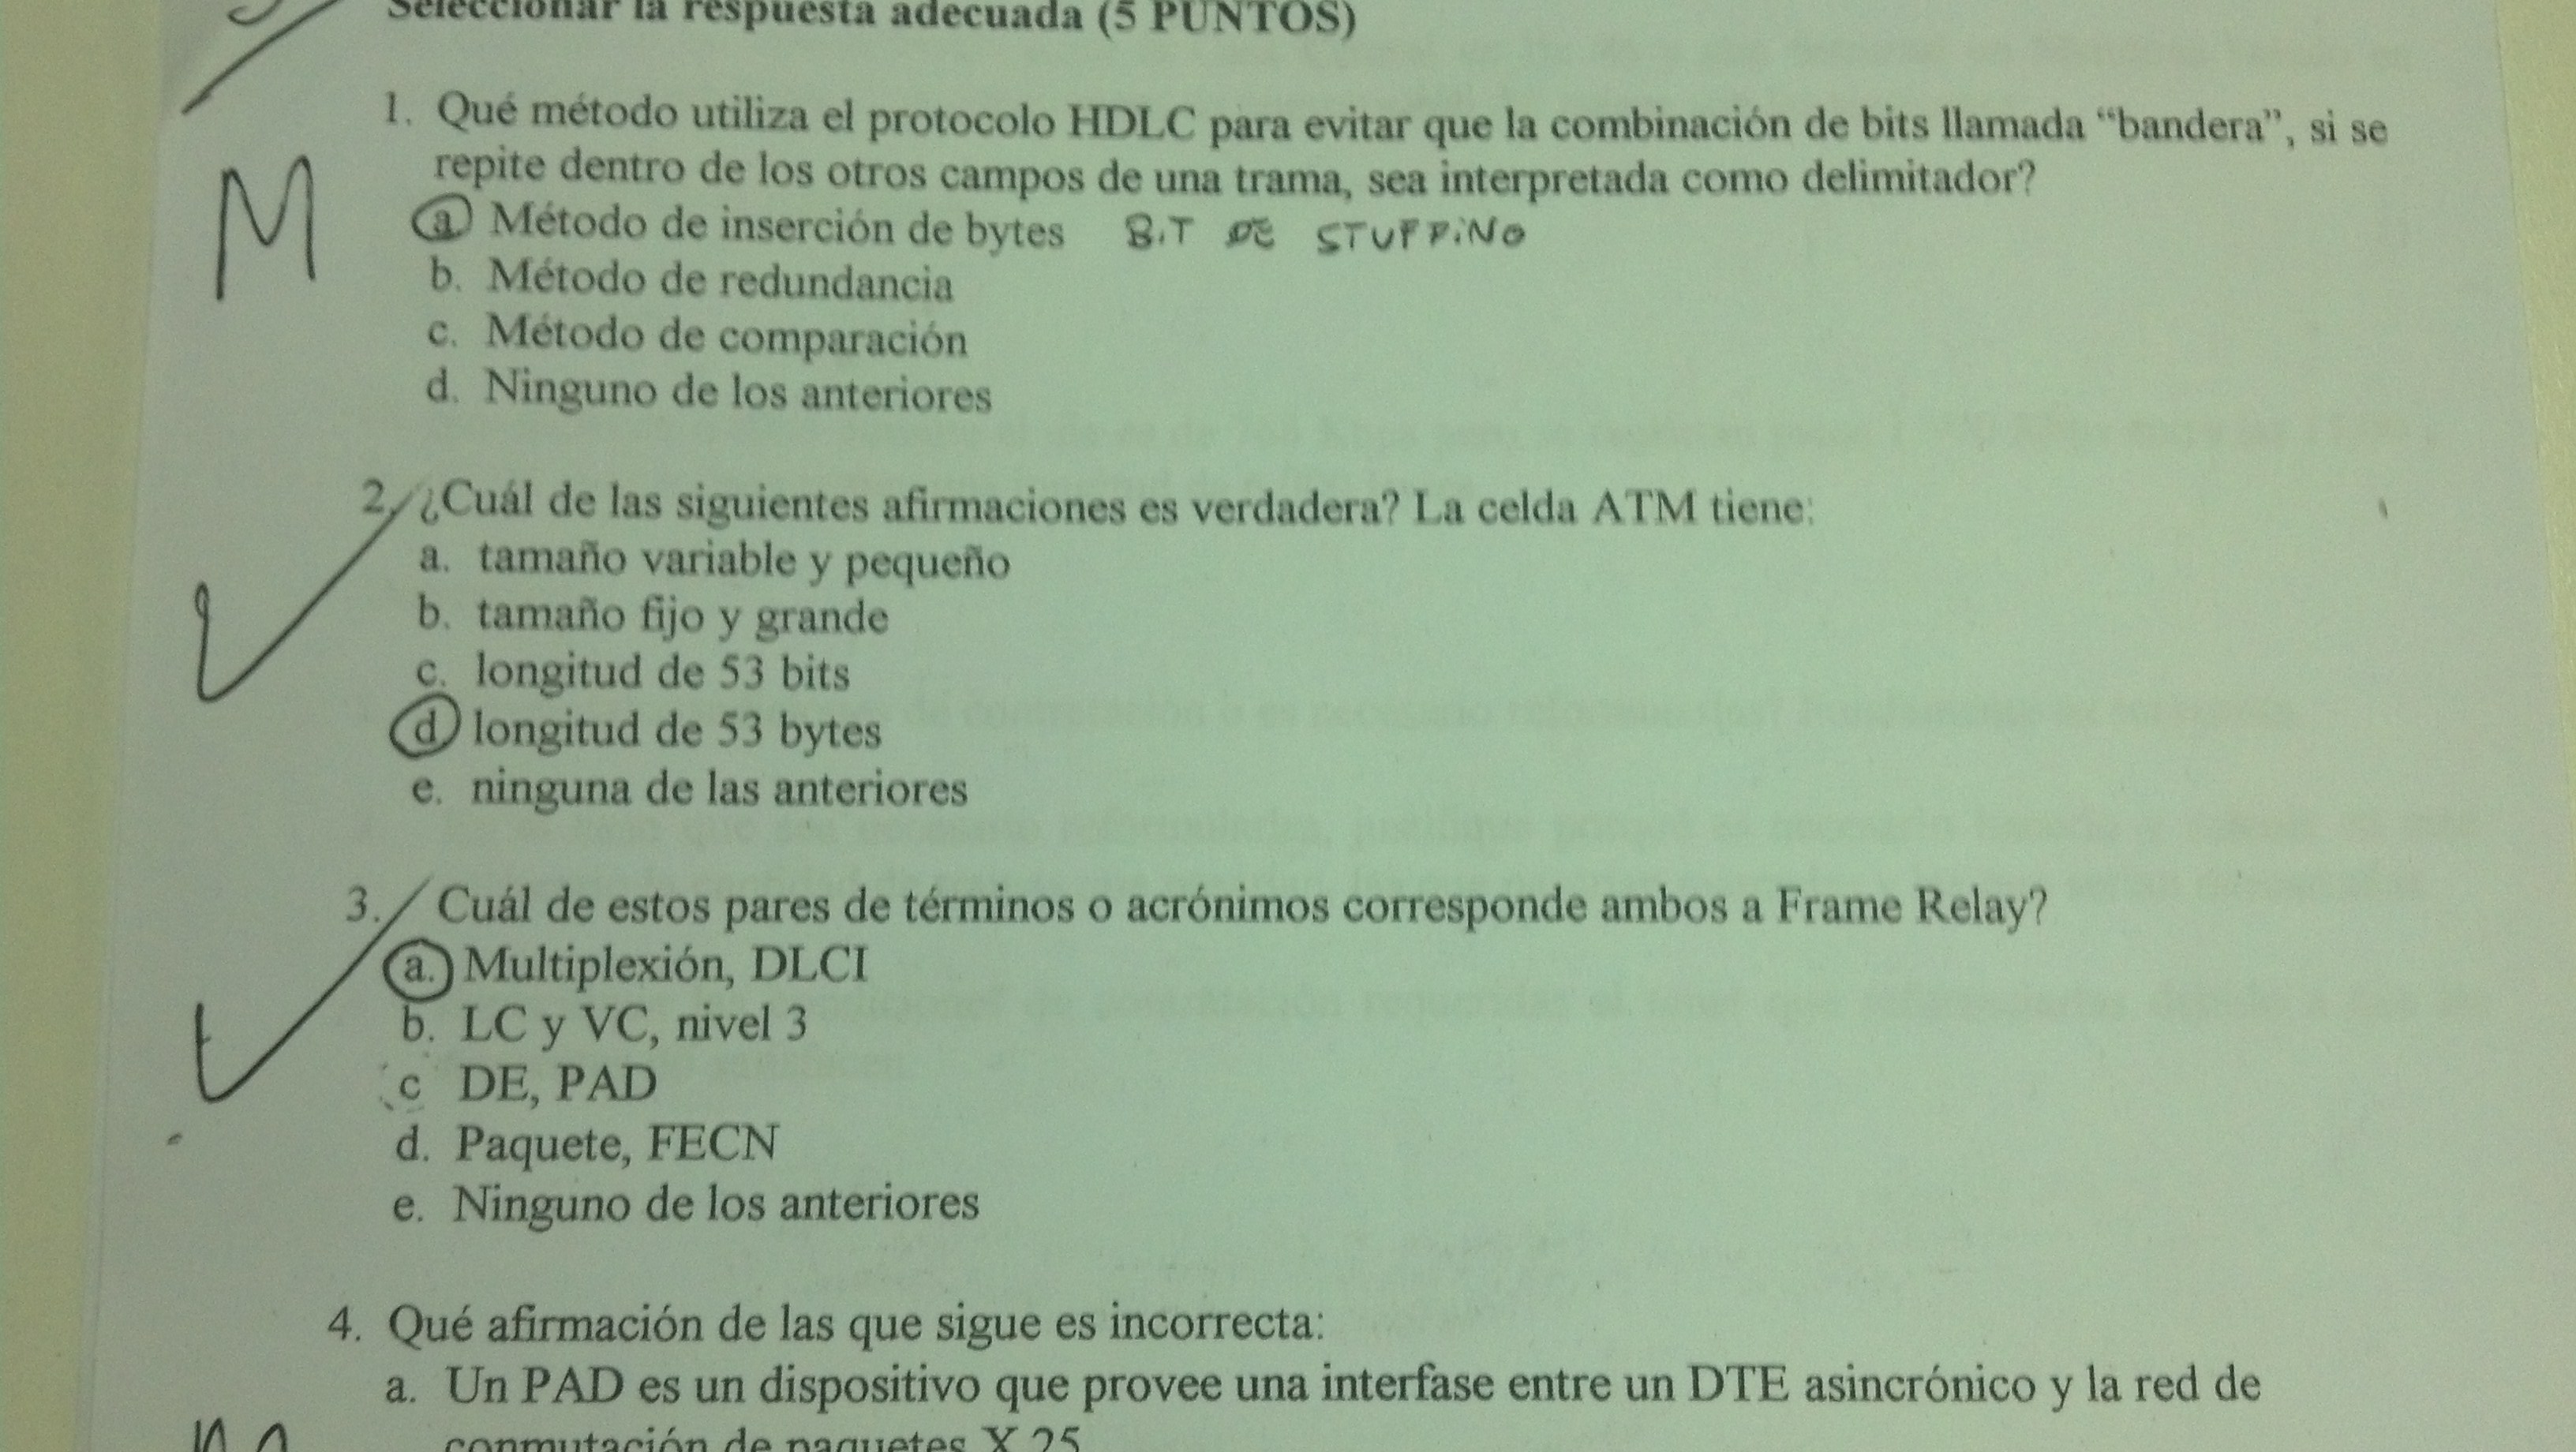 Seleccionar la respuesta adecuada (5 PUNTOS)
1. Qué método utiliza el protocolo HDLC para evitar que la combinación de bits llamada “bandera”, si se
repite dentro de los otros campos de una trama, sea interpretada como delimitador?
M
a. Método de inserción de bytes BiT DE STUFFiNG
b. Método de redundancia
c. Método de comparación
d. Ninguno de los anteriores
2. ¿Cuál de las siguientes afirmaciones es verdadera? La celda ATM tiene:
a. tamaño variable y pequeño
b. tamaño fijo y grande
c. longitud de 53 bits
d. longitud de 53 bytes
e. ninguna de las anteriores
3. Cuál de estos pares de términos o acrónimos corresponde ambos a Frame Relay?
a. Multiplexión, DLCI
b. LC y VC, nivel 3
c DE, PAD
d. Paquete, FECN
e. Ninguno de los anteriores
4. Qué afirmación de las que sigue es incorrecta:
a. Un PAD es un dispositivo que provee una interfase entre un DTE asincrónico y la red de
conmutación de paquetes X.25